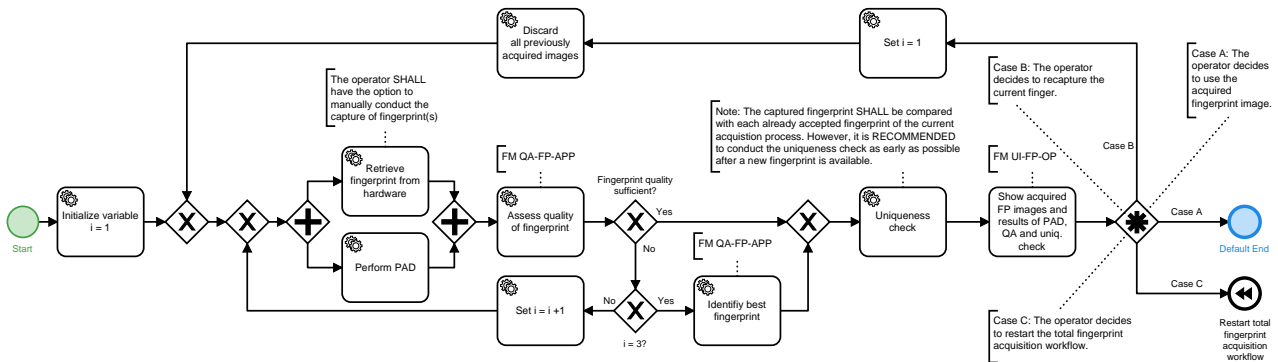 Discard
all previously
acquired images
Set i = 1
Case B: The operator
decides to recapture the
current finger.
Case A: The
operator decides
to use the
acquired
fingerprint image.
The operator SHALL
have the option to
manually conduct the
capture of fingerprint(s)
Note: The captured fingerprint SHALL be compared
with each already accepted fingerprint of the current
acquistion process. However, it is RECOMMENDED
to conduct the uniqueness check as early as possible
after a new fingerprint is available.
Case B
FM QA-FP-APP
FM UI-FP-OP
Retrieve
fingerprint from
hardware
Fingerprint quality
sufficient?
Start
Initialize variable
i = 1
Assess quality
of fingerprint
Yes
Uniqueness
check
Show acquired
FP images and
results of PAD,
QA and uniq.
check
Case A
Default End
No
FM QA-FP-APP
Perform PAD
Set i = i +1
No
Yes
Identifiy best
fingerprint
i = 3?
Case C
Case C: The operator decides
to restart the total fingerprint
acquisition workflow.
Restart total
fingerprint
acquisition
workflow